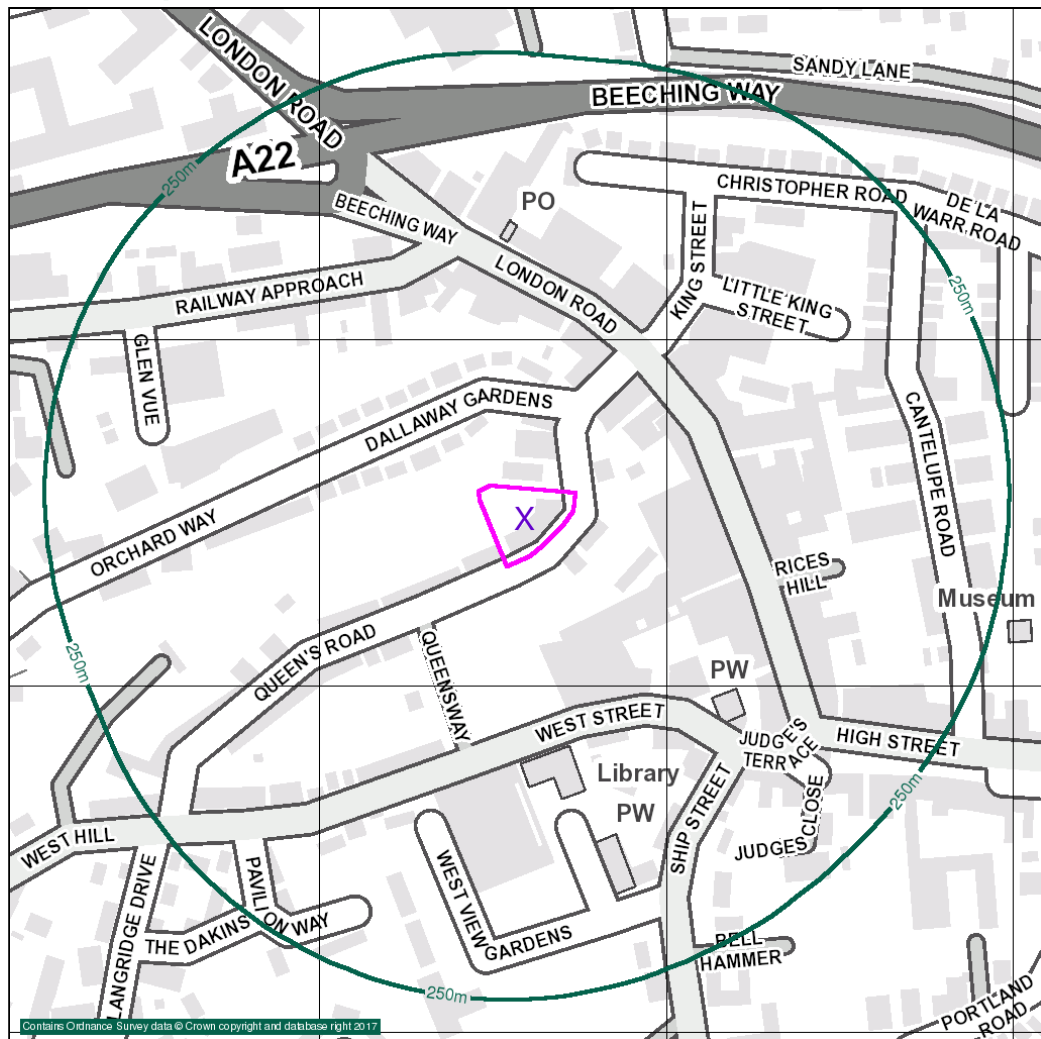 LONDON ROAD
SANDY LANE
BEECHING WAY
A22
250m
CHRISTOPHER ROAD
DE LA
WARR ROAD
PO
BEECHING WAY
KING STREET
LONDON ROAD
RAILWAY APPROACH
LITTLE KING
STREET
250m
GLEN VUE
DALLAWAY GARDENS
CANTELUPE ROAD
X
ORCHARD WAY
RICES
HILL
Museum
250m
QUEEN'S ROAD
QUEENSWAY
PW
WEST STREET
JUDGES
TERRACE
HIGH STREET
Library
PW
SHIP STREET
JUDGES CLOSE
250m
WEST HILL
PAVILION WAY
WEST VIEW
GARDENS
LANGRIDGE DRIVE
THE DAKINS
BELL
HAMMER
250m
PORTLAND
ROAD
Contains Ordnance Survey data © Crown copyright and database right 2017